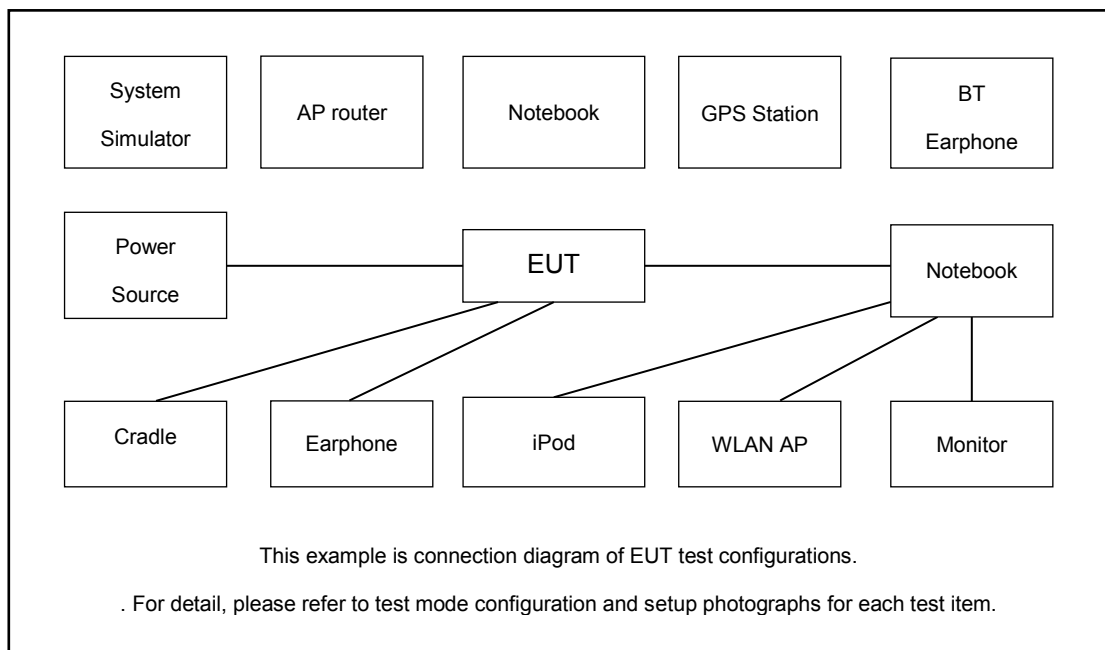 System
Simulator
AP router
Notebook
GPS Station
BT
Earphone
Power
Source
EUT
Notebook
Cradle
Earphone
iPod
WLAN AP
Monitor
This example is connection diagram of EUT test configurations.
. For detail, please refer to test mode configuration and setup photographs for each test item.